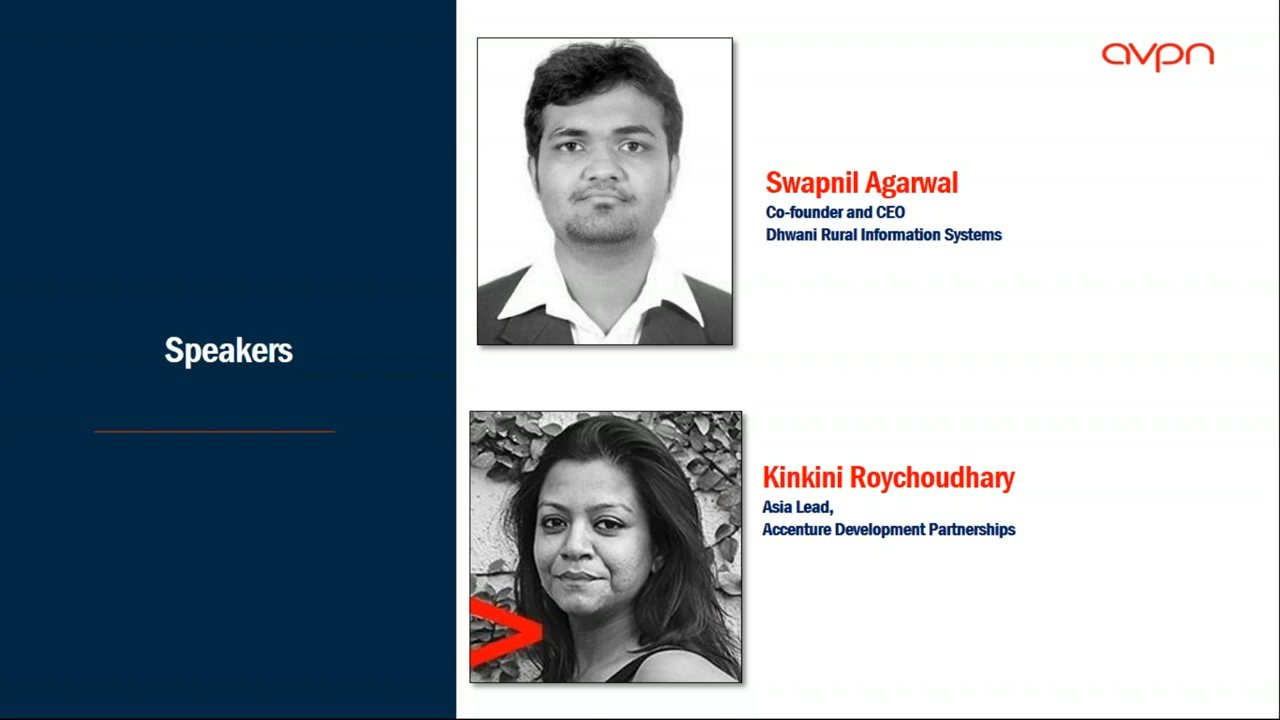 Speakers
avpn
Swapnil Agarwal
Co-founder and CEO
Dhwani Rural Information Systems
Kinkini Roychoudhary
Asia Lead,
Accenture Development Partnerships